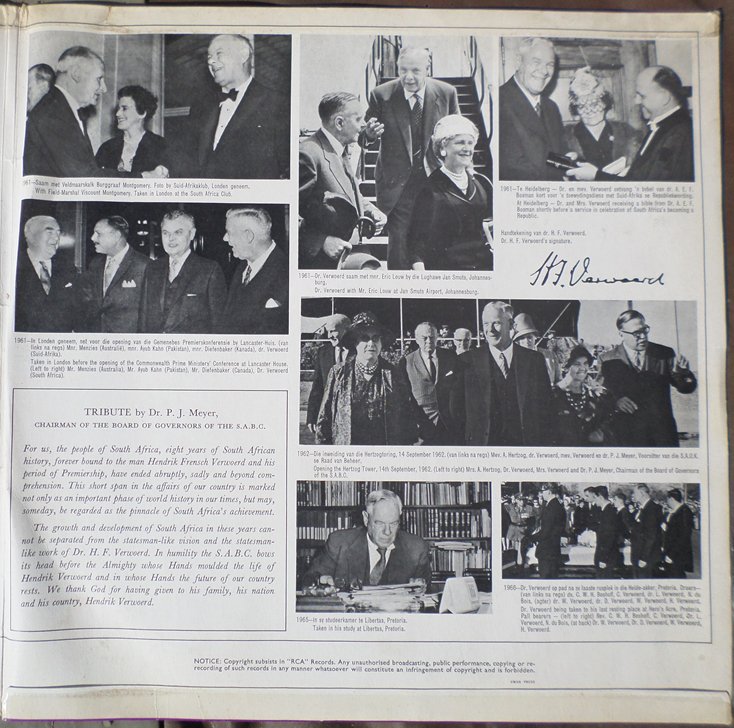 1961—Saam met Veldmaarskalk Burggraaf Montgomery. Foto by Suid-Afrikaklub, Londen geneem.
With Field-Marshal Viscount Montgomery. Taken in London at the South Africa Club.
1961—In Londen geneem, net voor die opening van die Gemenebes Premierskonferensie by Lancaster-Huis. (van
links na regs) Mr. Menzies (Australië), mnr. Ayub Kahn (Pakistan), mnr. Diefenbaker (Kanada), dr. Verwoerd
(Suid-Afrika).
Taken in London before the opening of the Commonwealth Prime Ministers' Conference at Lancaster House.
(Left to right) Mr. Menzies (Australia), Mr. Ayub Kahn (Pakistan), Mr. Diefenbaker (Canada), Dr. Verwoerd
(South Africa).
TRIBUTE by Dr. P. J. Meyer,
CHAIRMAN OF THE BOARD OF GOVERNORS OF THE S.A.B.C.
For us, the people of South Africa, eight years of South African
history, forever bound to the man Hendrik Frensch Verwoerd and his
period of Premiership, have ended abruptly, sadly and beyond com-
prehension. This short span in the affairs of our country is marked
not only as an important phase of world history in our times, but may,
someday, be regarded as the pinnacle of South Africa's achievement.
The growth and development of South Africa in these years can-
not be separated from the statesman-like vision and the statesman-
like work of Dr. H. F. Verwoerd. In humility the S.A.B.C. bows
its head before the Almighty whose Hands moulded the life of
Hendrik Verwoerd and in whose Hands the future of our country
rests. We thank God for having given to his family, his nation
and his country, Hendrik Verwoerd.
1961—Dr. Verwoerd saam met mnr. Eric Louw by die Lughawe Jan Smuts, Johannes-
burg.
Dr. Verwoerd with Mr. Eric Louw at Jan Smuts Airport, Johannesburg.
1961—Te Heidelberg — Dr. en mev. Verwoerd ontvang 'n bybel van dr. A. E. F.
Bosman kort voor 'n toewydingsdiens met Suid-Afrika se Republiekwording.
At Heidelberg — Dr. and Mrs. Verwoerd receiving a bible from Dr. A. E. F.
Bosman shortly before a service in celebration of South Africa's becoming a
Republic.
Handtekening van dr. H. F. Verwoerd.
Dr. H. F. Verwoerd's signature.
H F Verwoerd
1962—Die inwyding van die Hertzogtoring, 14 September 1962. (van links na regs) Mev. A. Hertzog, dr. Verwoerd, mev. Verwoerd en dr. P. J. Meyer, Voorsitter van die S.A.U.K.
se Raad van Beheer.
Opening the Hertzog Tower, 14th September, 1962. (Left to right) Mrs. A. Hertzog, Dr. Verwoerd, Mrs. Verwoerd and Dr. P. J. Meyer, Chairman of the Board of Governors
of the S.A.B.C.
1965—In sy studeerkamer te Libertas, Pretoria.
Taken in his study at Libertas, Pretoria.
1966—Dr. Verwoerd op pad na sy laaste rusplek in die Helde-akker, Pretoria. Draers—
(van links na regs) ds. C. W. H. Boshoff, C. Verwoerd, dr. L. Verwoerd, N. du
Bois, (agter) dr. W. Verwoerd, dr. D. Verwoerd, W. Verwoerd, H. Verwoerd.
Dr. Verwoerd being taken to his last resting place at Hero's Acre, Pretoria.
Pall bearers — (left to right) Rev. C. W. H. Boshoff, C. Verwoerd, Dr. L.
Verwoerd, N. du Bois, (at back) Dr. W. Verwoerd, Dr. D. Verwoerd, W. Verwoerd,
H. Verwoerd.
NOTICE: Copyright subsists in "RCA" Records. Any unauthorised broadcasting, public performance, copying or re-
recording of such records in any manner whatsoever will constitute an infringement of copyright and is forbidden.
SWAN PRESS